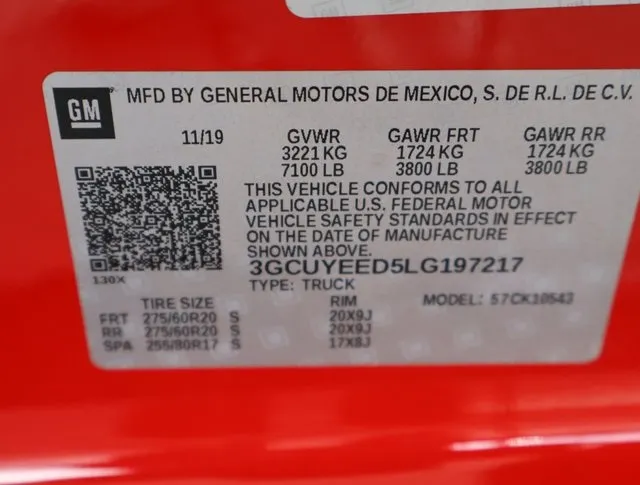 GM
MFD BY GENERAL MOTORS DE MEXICO, S. DE R.L. DE C.V.
11/19 GVWR GAWR FRT GAWR RR
3221 KG 1724 KG 1724 KG
7100 LB 3800 LB 3800 LB
THIS VEHICLE CONFORMS TO ALL
APPLICABLE U.S. FEDERAL MOTOR
VEHICLE SAFETY STANDARDS IN EFFECT
ON THE DATE OF MANUFACTURE
SHOWN ABOVE.
130X 3GCUYEED5LG197217
TYPE: TRUCK MODEL: 57CK10543
TIRE SIZE RIM
FRT 275/60R20 S 20X9J
RR 275/60R20 S 20X9J
SPA 255/80R17 S 17X8J